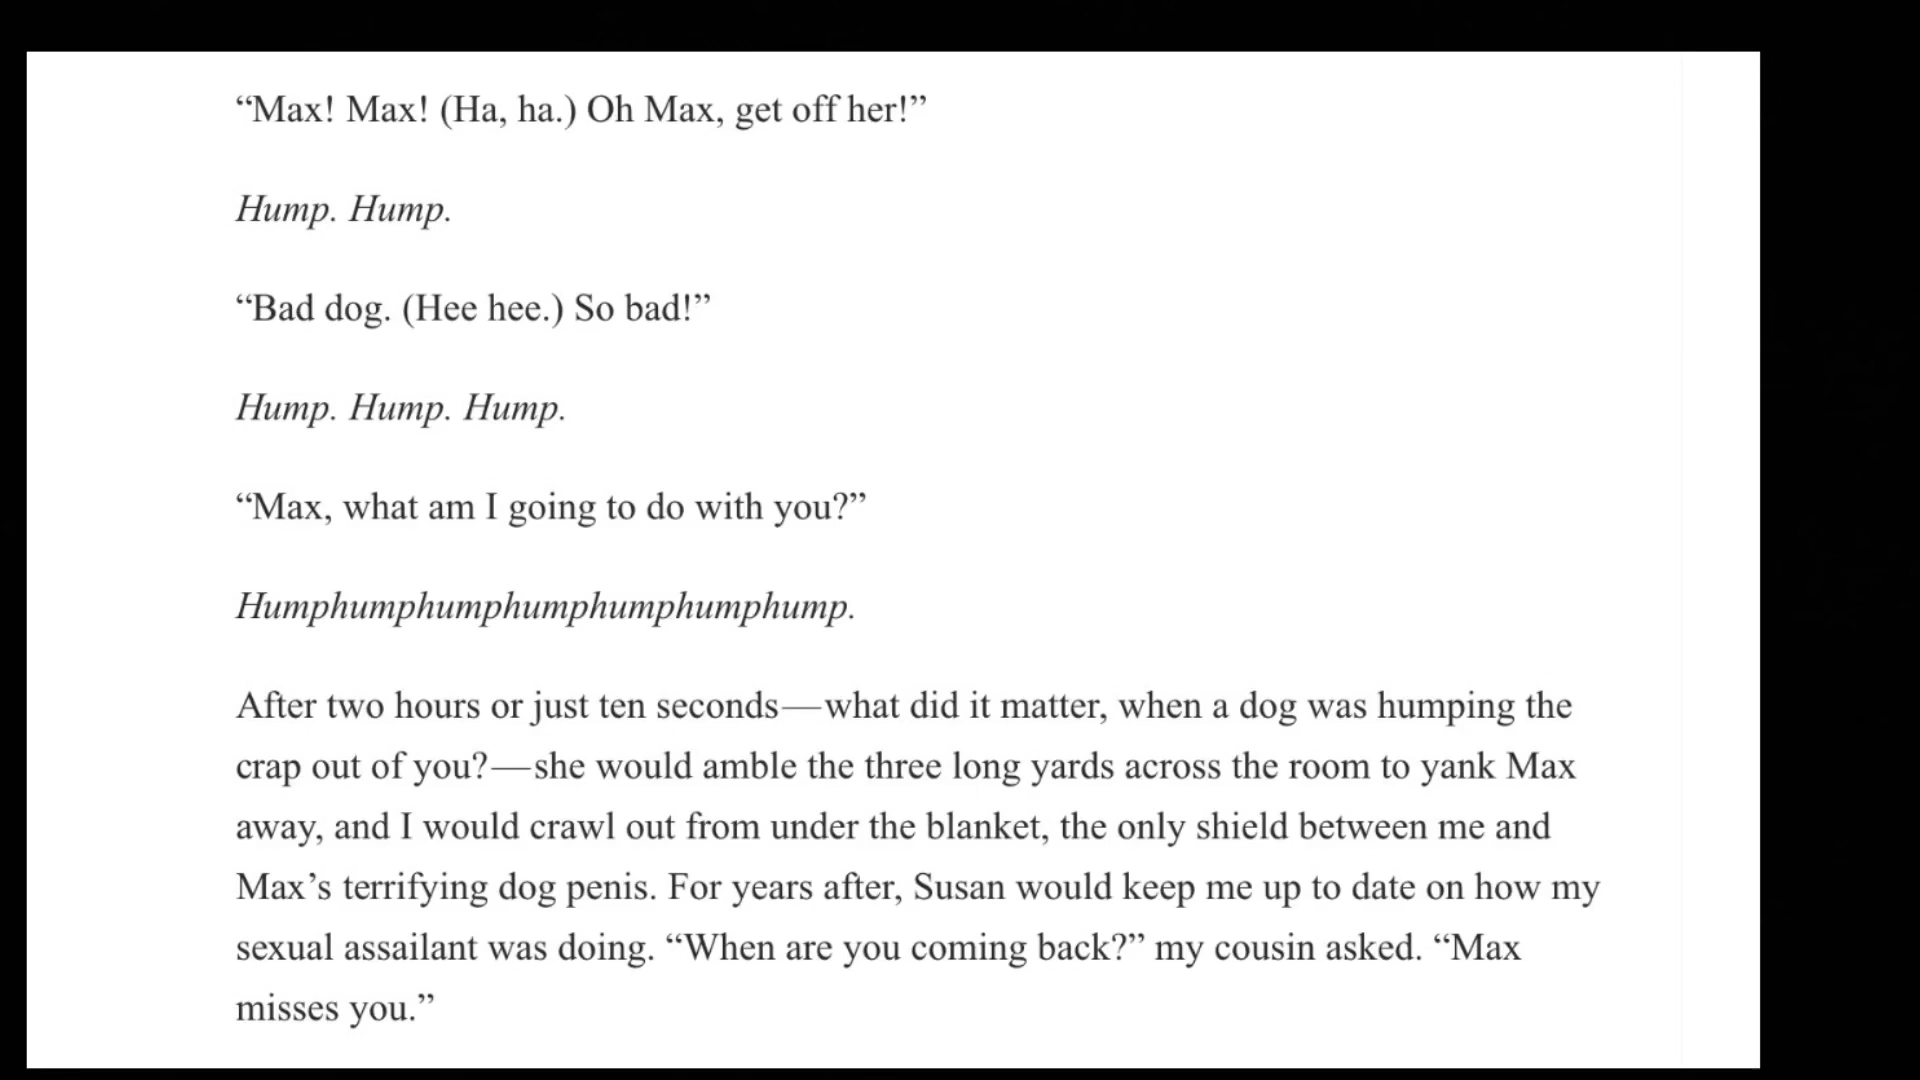 “Max! Max! (Ha, ha.) Oh Max, get off her!”
Hump. Hump.
“Bad dog. (Hee hee.) So bad!”
Hump. Hump. Hump.
“Max, what am I going to do with you?”
Humphumphumphumphumphumphump.
After two hours or just ten seconds—what did it matter, when a dog was humping the
crap out of you?—she would amble the three long yards across the room to yank Max
away, and I would crawl out from under the blanket, the only shield between me and
Max’s terrifying dog penis. For years after, Susan would keep me up to date on how my
sexual assailant was doing. “When are you coming back?” my cousin asked. “Max
misses you.”